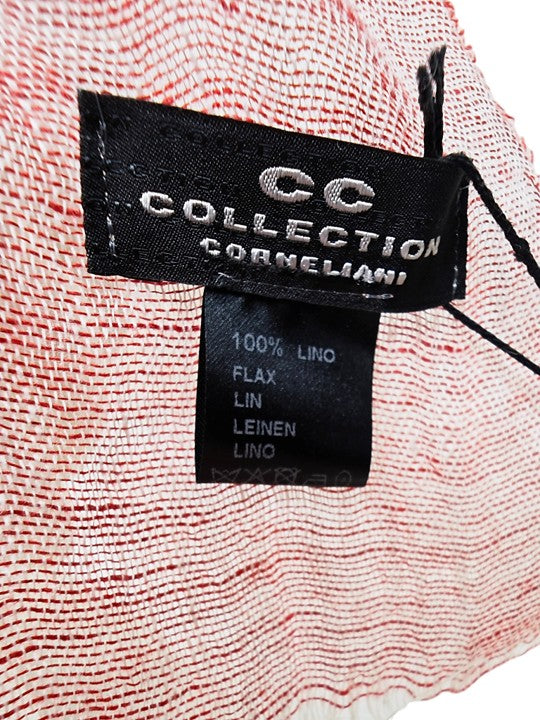 CC
COLLECTION
CORNELIANI
100% LINO
FLAX
LIN
LEINEN
LINO